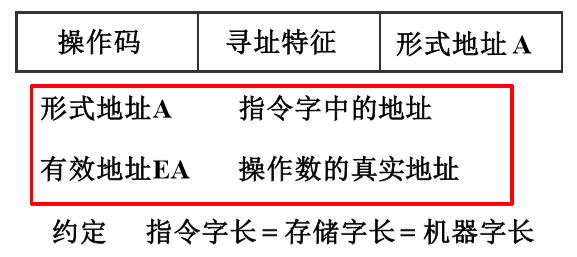 操作码 寻址特征 形式地址 A
形式地址A 指令字中的地址
有效地址EA 操作数的真实地址
约定 指令字长＝存储字长＝机器字长